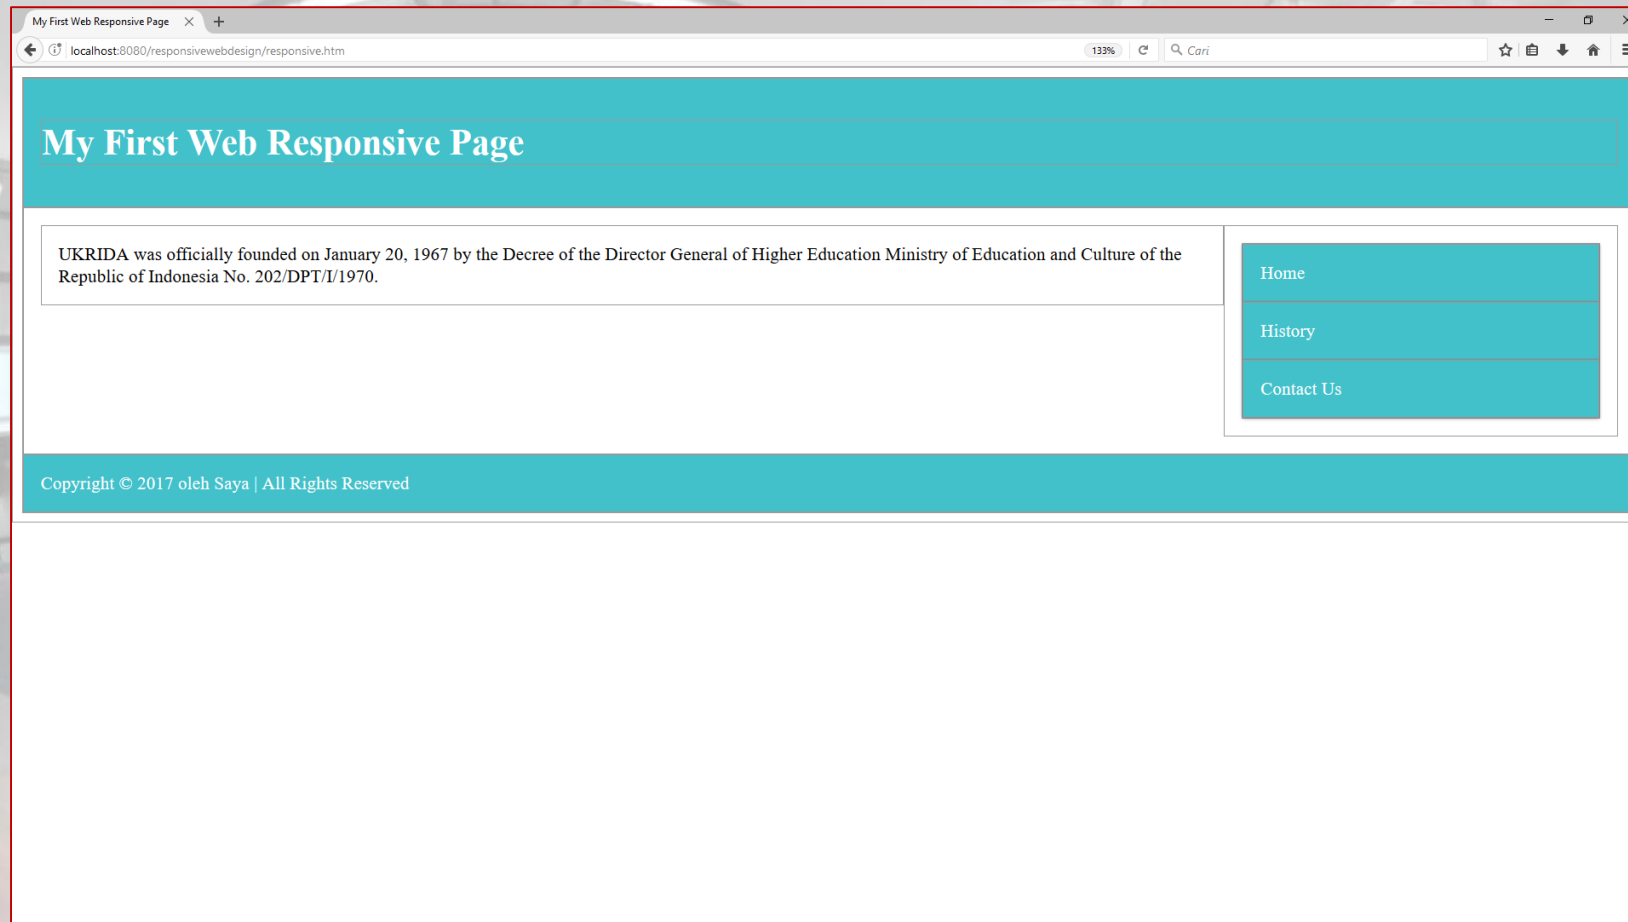 My First Web Responsive Page
localhost:8080/responsivewebdesign/responsive.htm
133%
Cari
My First Web Responsive Page
UKRIDA was officially founded on January 20, 1967 by the Decree of the Director General of Higher Education Ministry of Education and Culture of the
Republic of Indonesia No. 202/DPT/I/1970.
Home
History
Contact Us
Copyright © 2017 oleh Saya | All Rights Reserved